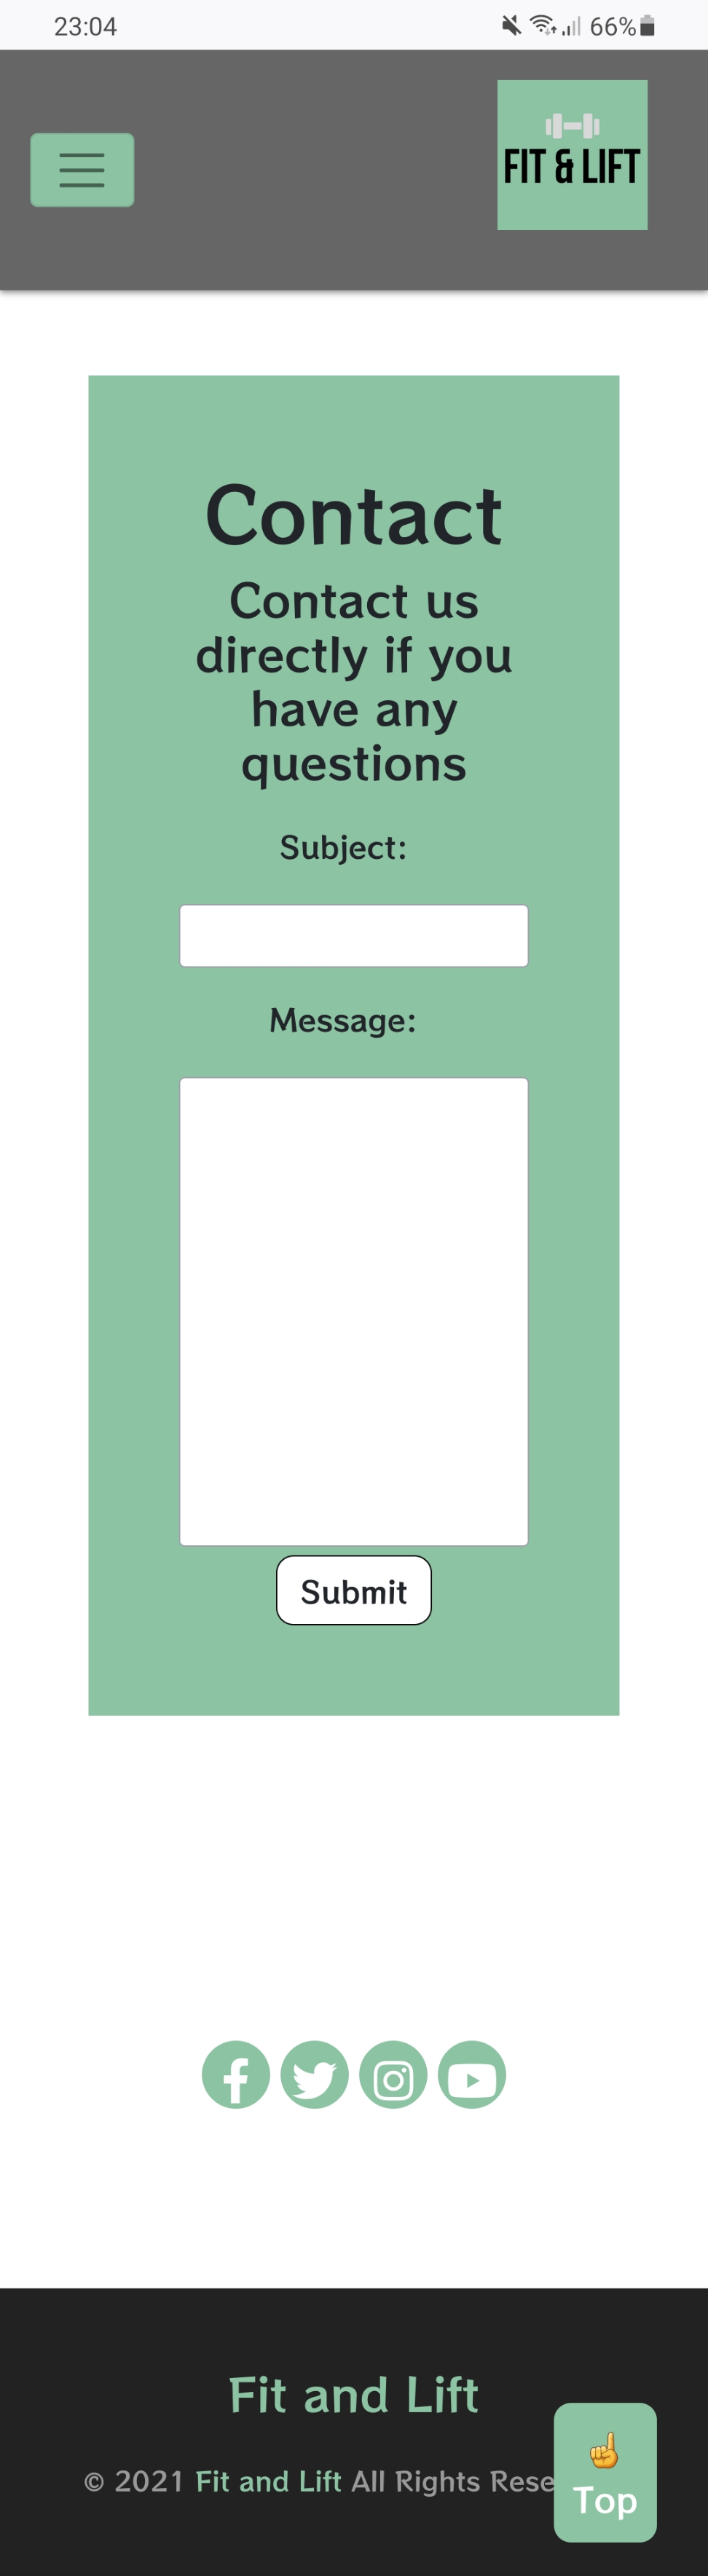 23:04
66%
FIT & LIFT
Contact
Contact us
directly if you
have any
questions
Subject:
Message:
Submit
Fit and Lift
© 2021 Fit and Lift All Rights Rese
Top